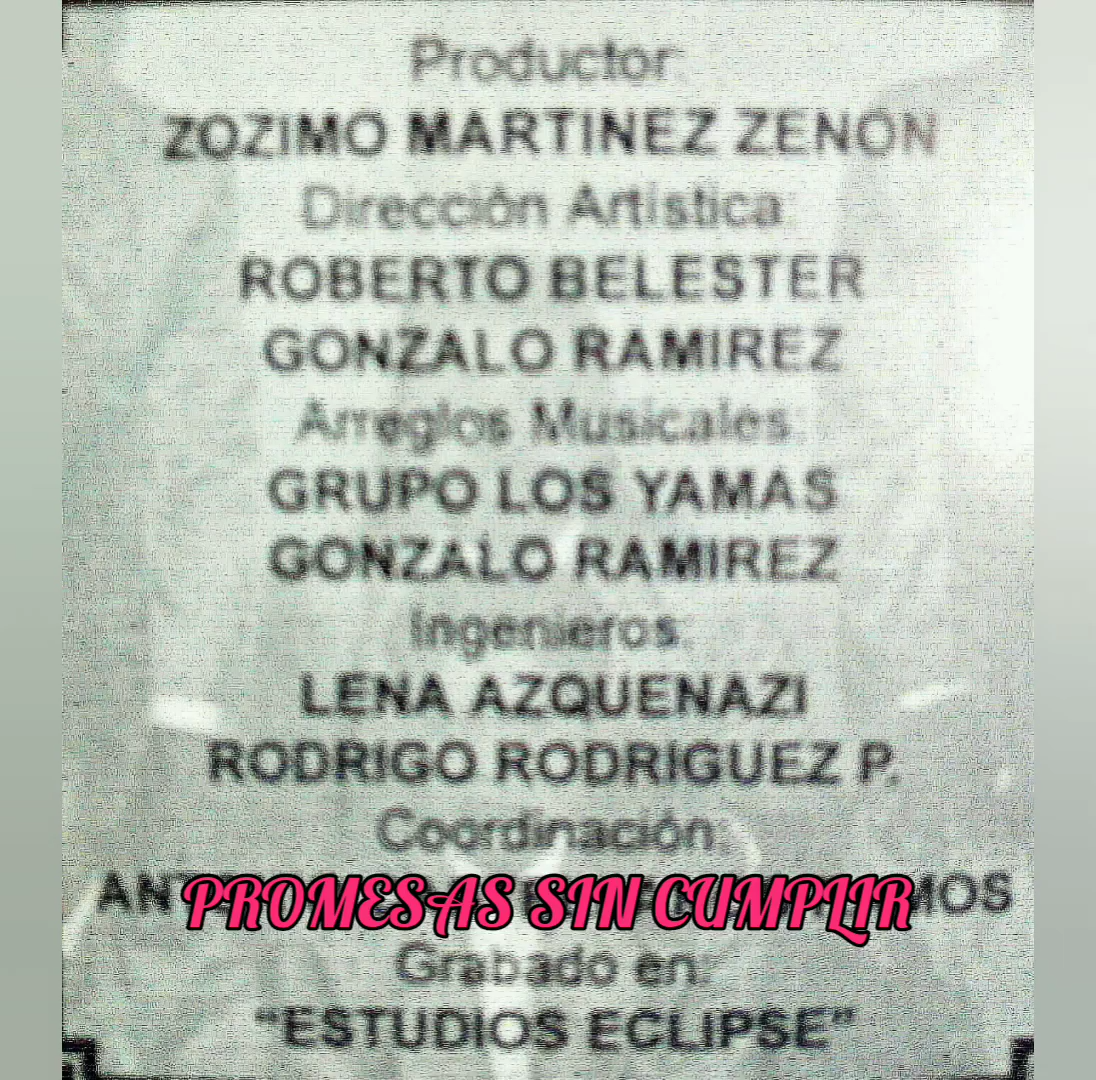 Productor:
ZOZIMO MARTINEZ ZENON
Dirección Artística:
ROBERTO BELESTER
GONZALO RAMIREZ
Arreglos Musicales:
GRUPO LOS YAMAS
GONZALO RAMIREZ
Ingenieros:
LENA AZQUENAZI
RODRIGO RODRIGUEZ P.
Coordinación:
PROMESAS SIN CUMPLIR
Grabado en:
“ESTUDIOS ECLIPSE”